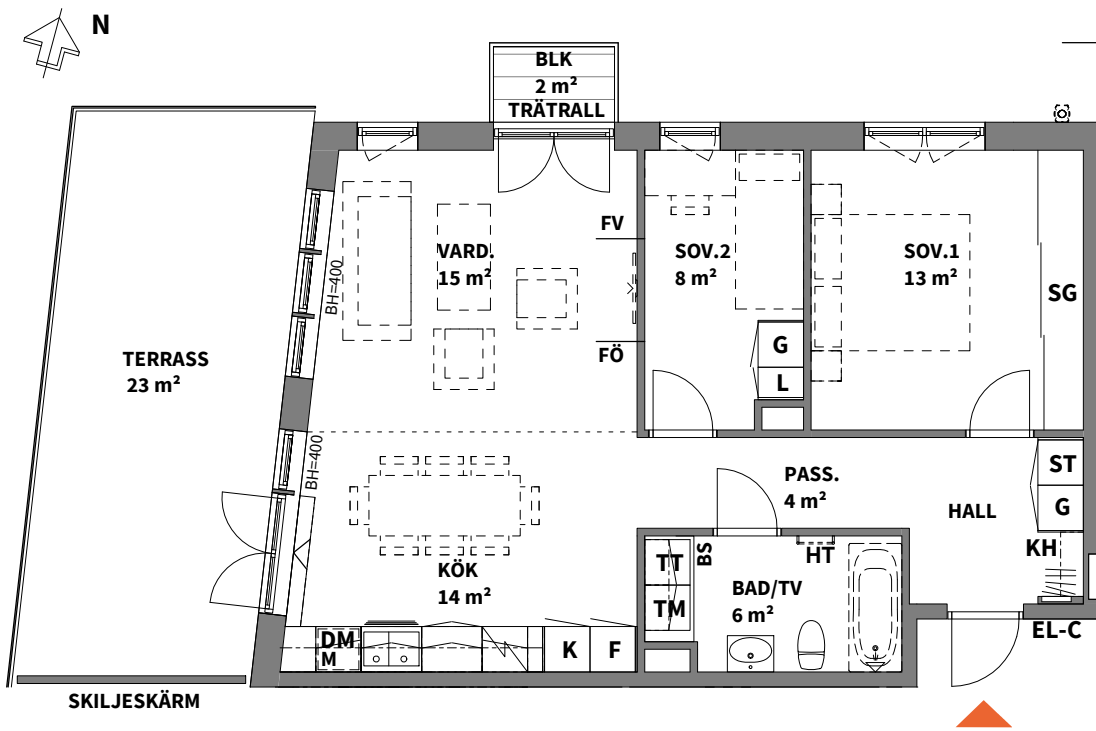 N
BLK
2 m²
TRÄTRALL
FV
VARD.
15 m²
SOV.2
8 m²
SOV.1
13 m²
SG
BH=400
FÖ
G
L
TERRASS
23 m²
BH=400
PASS.
4 m²
ST
G
HALL
KH
TT
BS
HT
TM
BAD/TV
6 m²
KÖK
14 m²
DM
M
K
F
EL-C
SKILJESKÄRM